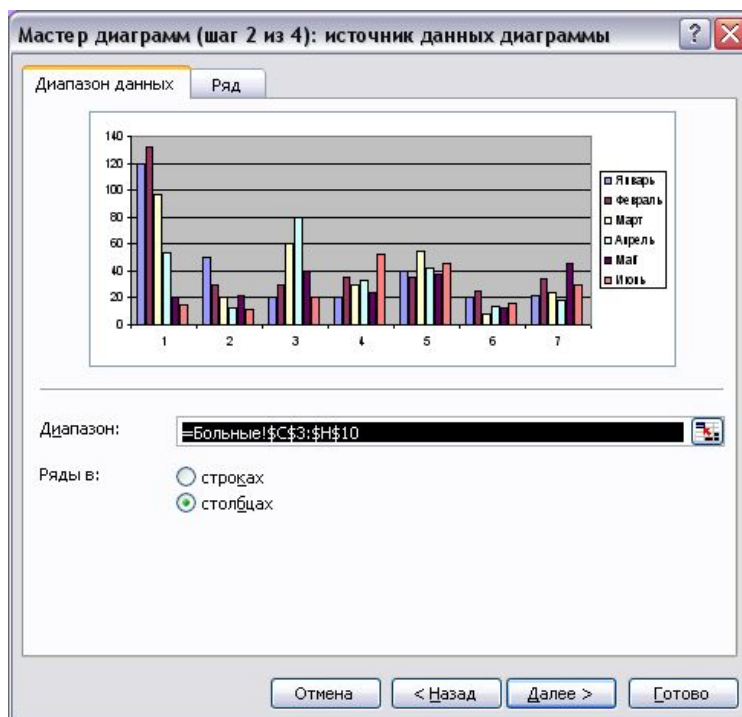 Мастер диаграмм (шаг 2 из 4): источник данных диаграммы
Диапазон данных
Ряд
140
120
100
80
60
40
20
0
1 2 3 4 5 6 7
Январь
Февраль
Март
Апрель
Май
Июнь
Диапазон: =Больные!$C$3:$H$10
Ряды в: строках
столбцах
Отмена < Назад Далее > Готово